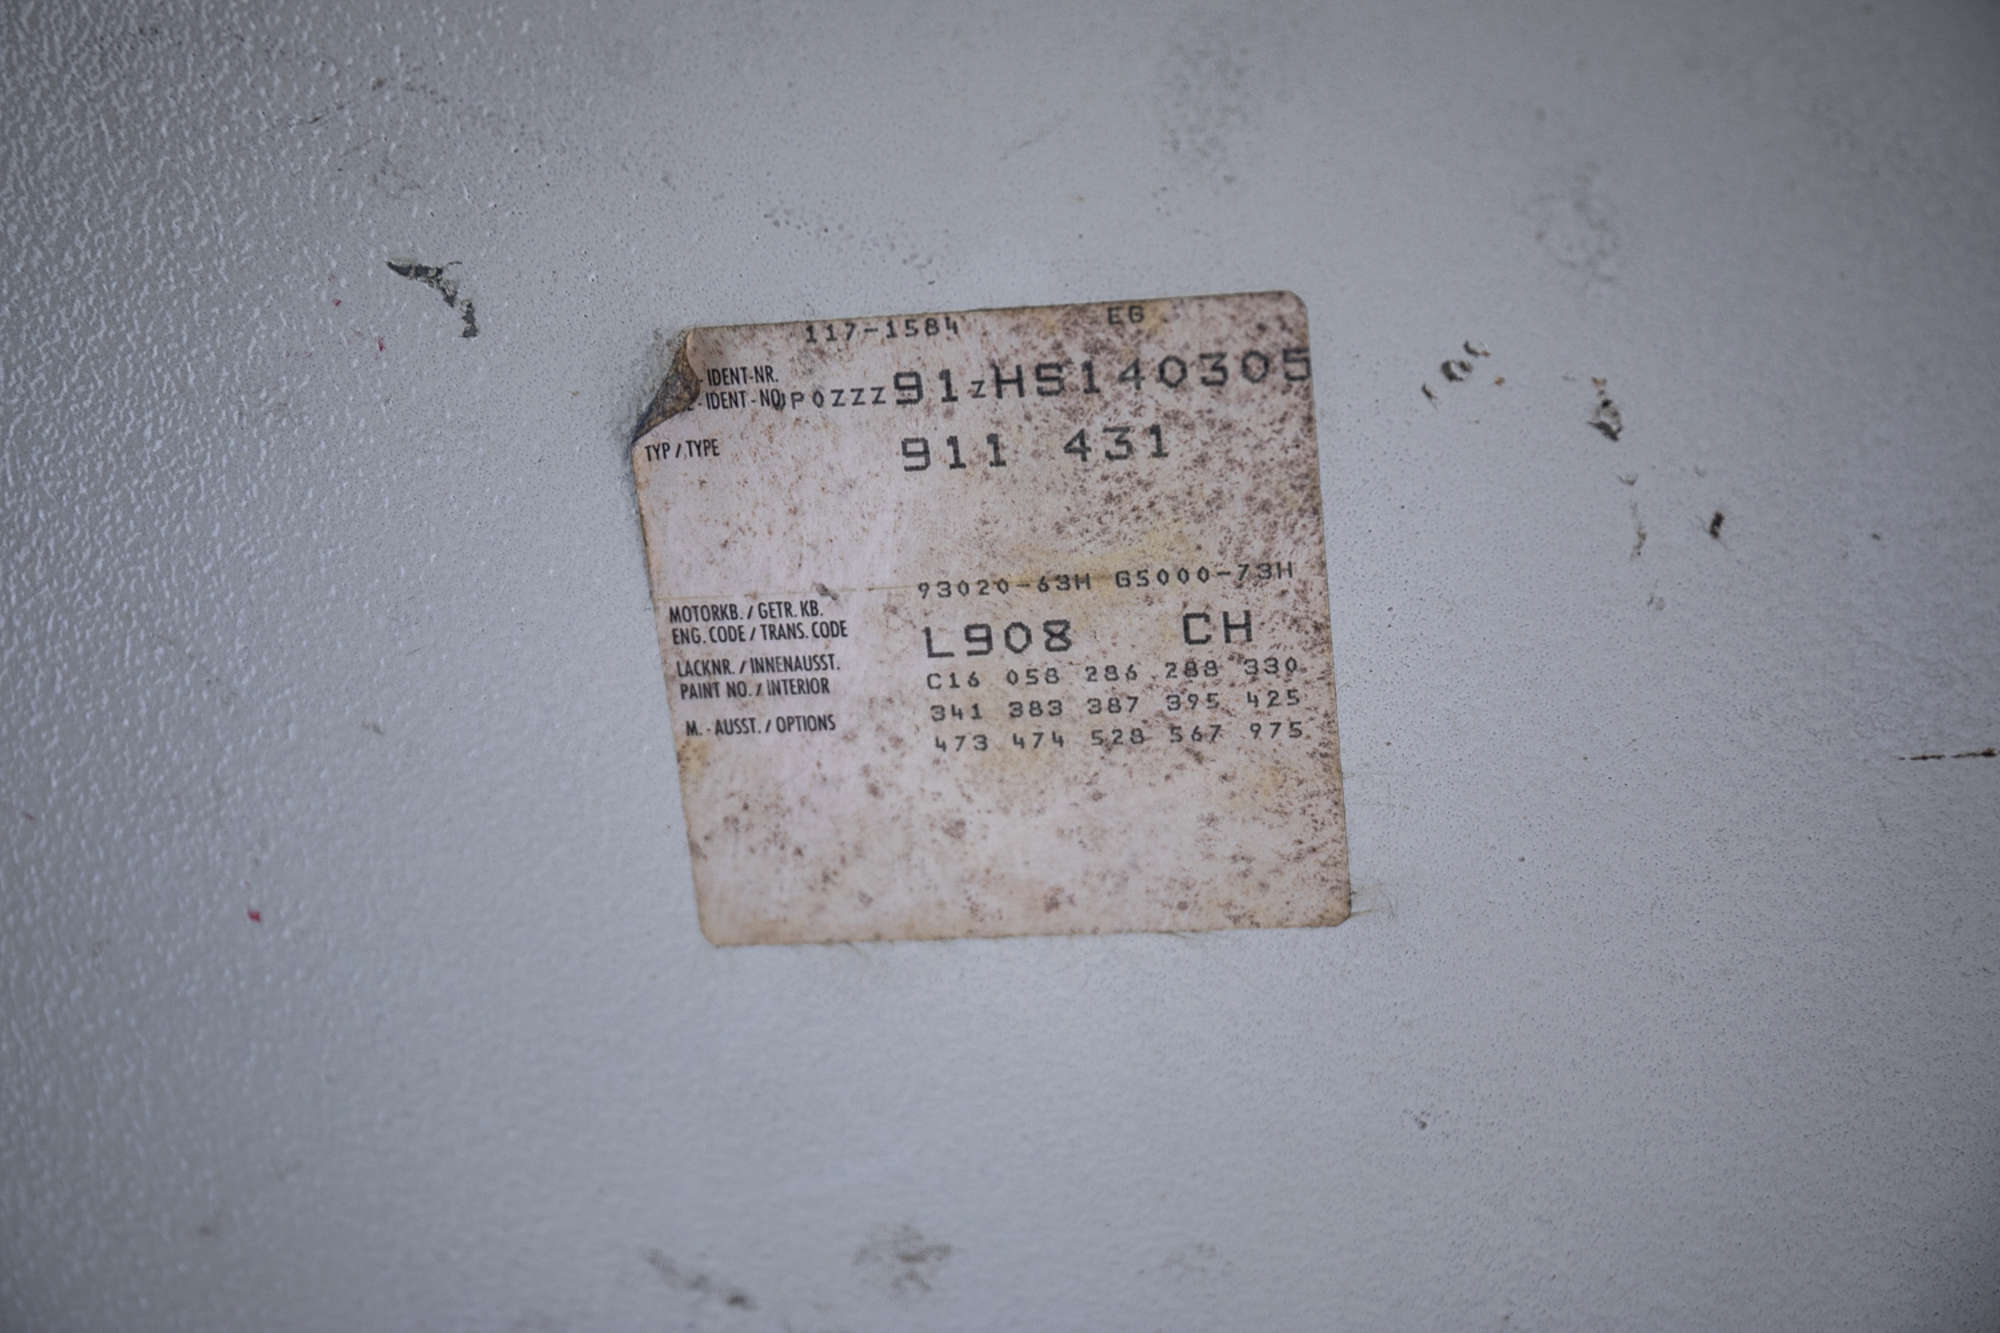 117-1584 EG
- IDENT-NR.
- IDENT - NO. P0ZZZ91ZHS140305
TYP / TYPE 911 431
93020-63H G5000-73H
MOTORKB. / GETR. KB.
ENG. CODE / TRANS. CODE
L908 CH
LACKNR. / INNENAUSST.
PAINT NO. / INTERIOR
C16 058 286 288 330
341 383 387 395 425
M. - AUSST. / OPTIONS
473 474 528 567 975